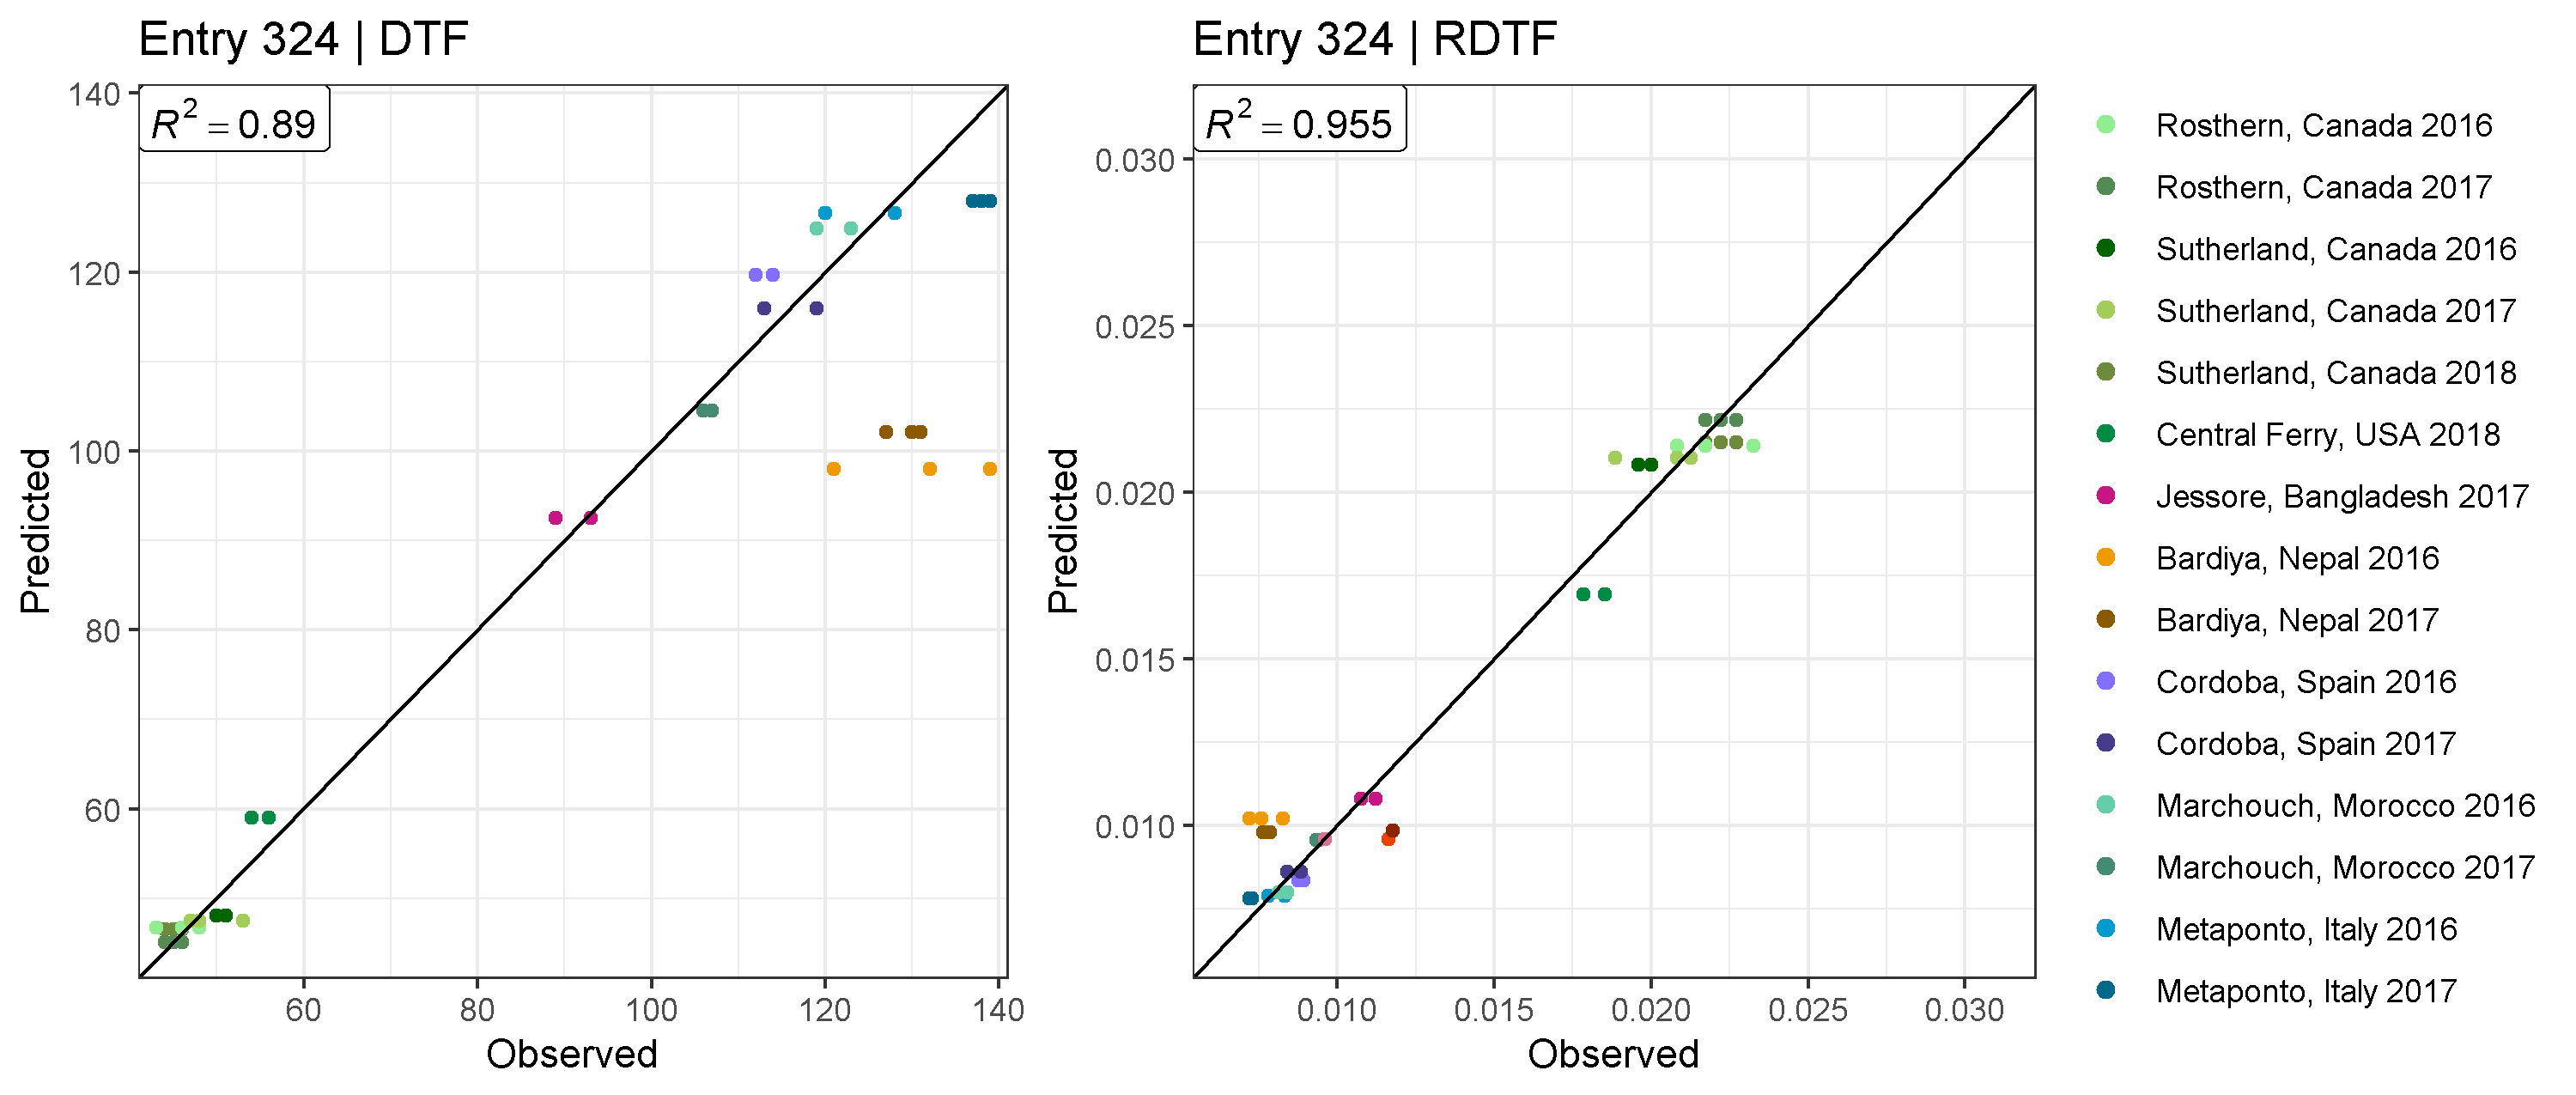 Entry 324 | DTF
R² = 0.89
140
120
100
80
60
Predicted
60 80 100 120 140
Observed
Entry 324 | RDTF
R² = 0.955
0.030
0.025
0.020
0.015
0.010
Predicted
0.010 0.015 0.020 0.025 0.030
Observed
Rosthern, Canada 2016
Rosthern, Canada 2017
Sutherland, Canada 2016
Sutherland, Canada 2017
Sutherland, Canada 2018
Central Ferry, USA 2018
Jessore, Bangladesh 2017
Bardiya, Nepal 2016
Bardiya, Nepal 2017
Cordoba, Spain 2016
Cordoba, Spain 2017
Marchouch, Morocco 2016
Marchouch, Morocco 2017
Metaponto, Italy 2016
Metaponto, Italy 2017